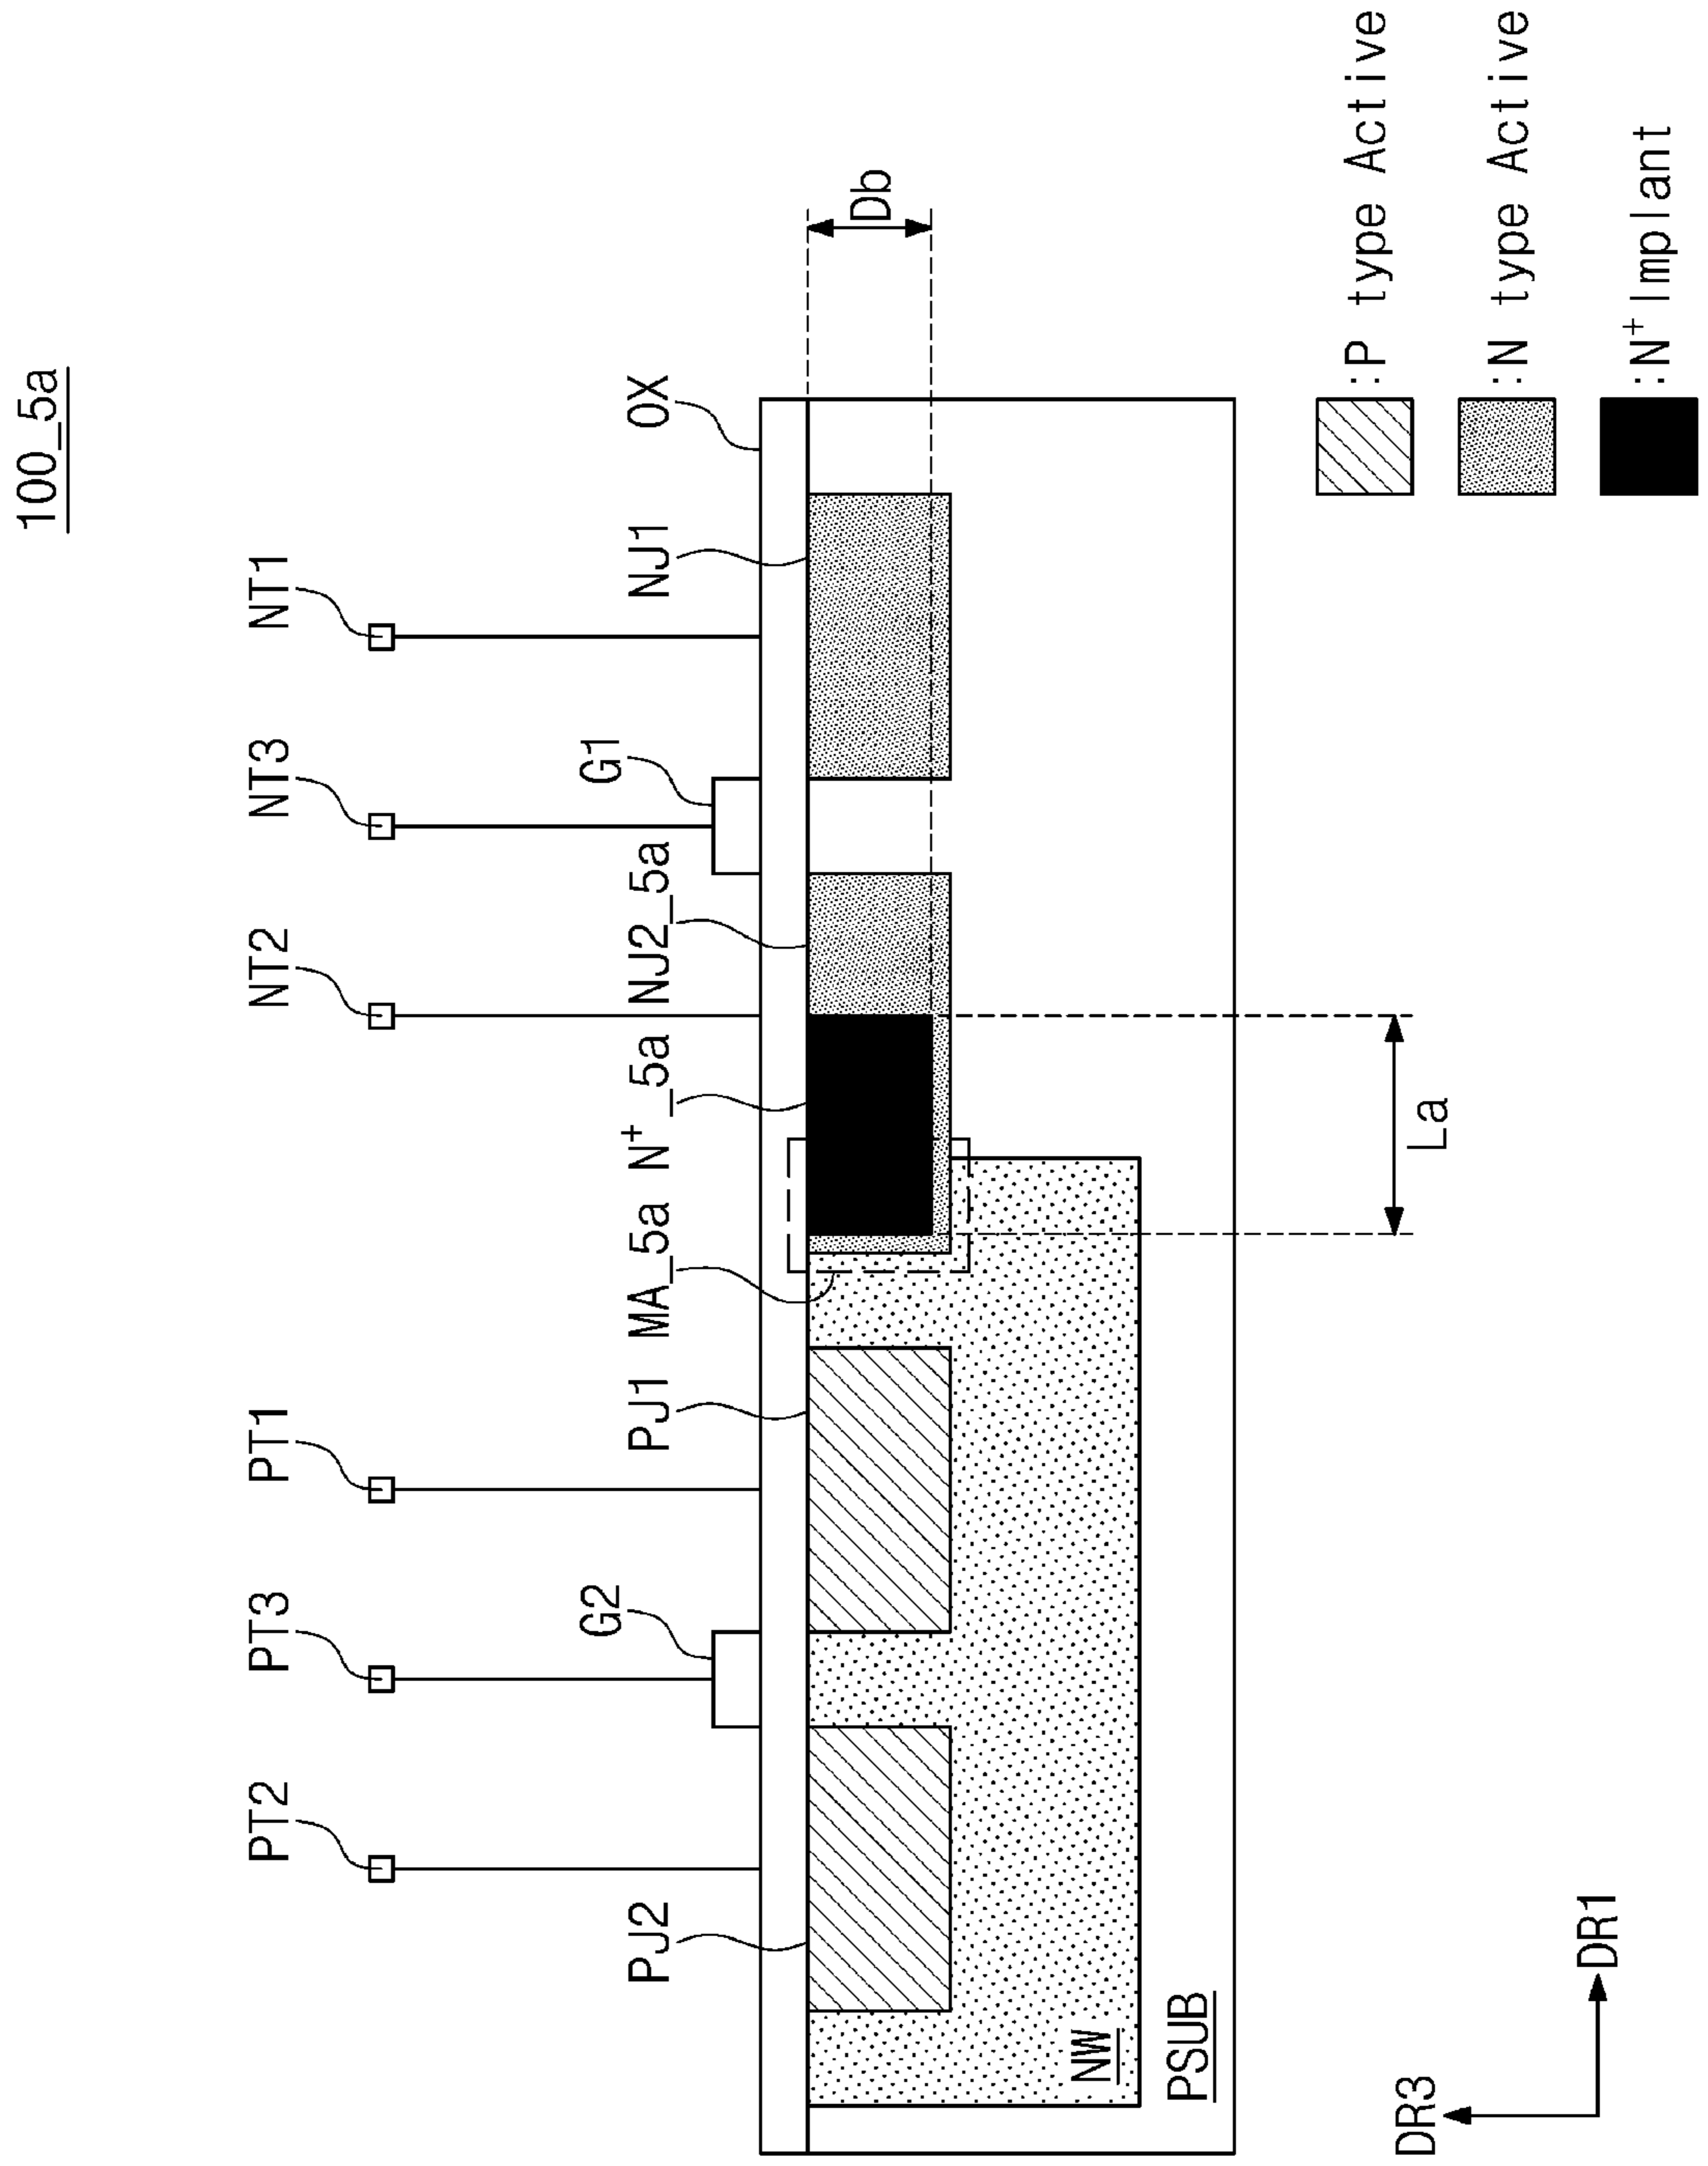 100_5a
PT2
PT3
PT1
NT2
NT3
NT1
G2
G1
PJ2
PJ1
MA_5a
N⁺_5a
NJ2_5a
NJ1
OX
Db
NW
PSUB
La
DR3
DR1
:P type Active
:N type Active
:N⁺Implant